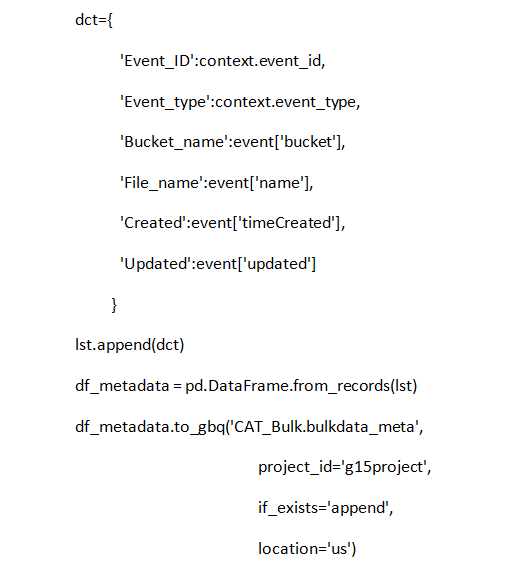 dct={
'Event_ID':context.event_id,
'Event_type':context.event_type,
'Bucket_name':event['bucket'],
'File_name':event['name'],
'Created':event['timeCreated'],
'Updated':event['updated']
}
lst.append(dct)
df_metadata = pd.DataFrame.from_records(lst)
df_metadata.to_gbq('CAT_Bulk.bulkdata_meta',
project_id='g15project',
if_exists='append',
location='us')